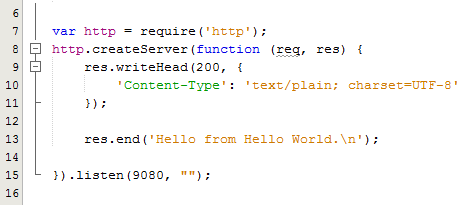 6
7 var http = require('http');
8 http.createServer(function (req, res) {
9 res.writeHead(200, {
10 'Content-Type': 'text/plain; charset=UTF-8'
11 });
12
13 res.end('Hello from Hello World.\n');
14
15 }).listen(9080, "");
16